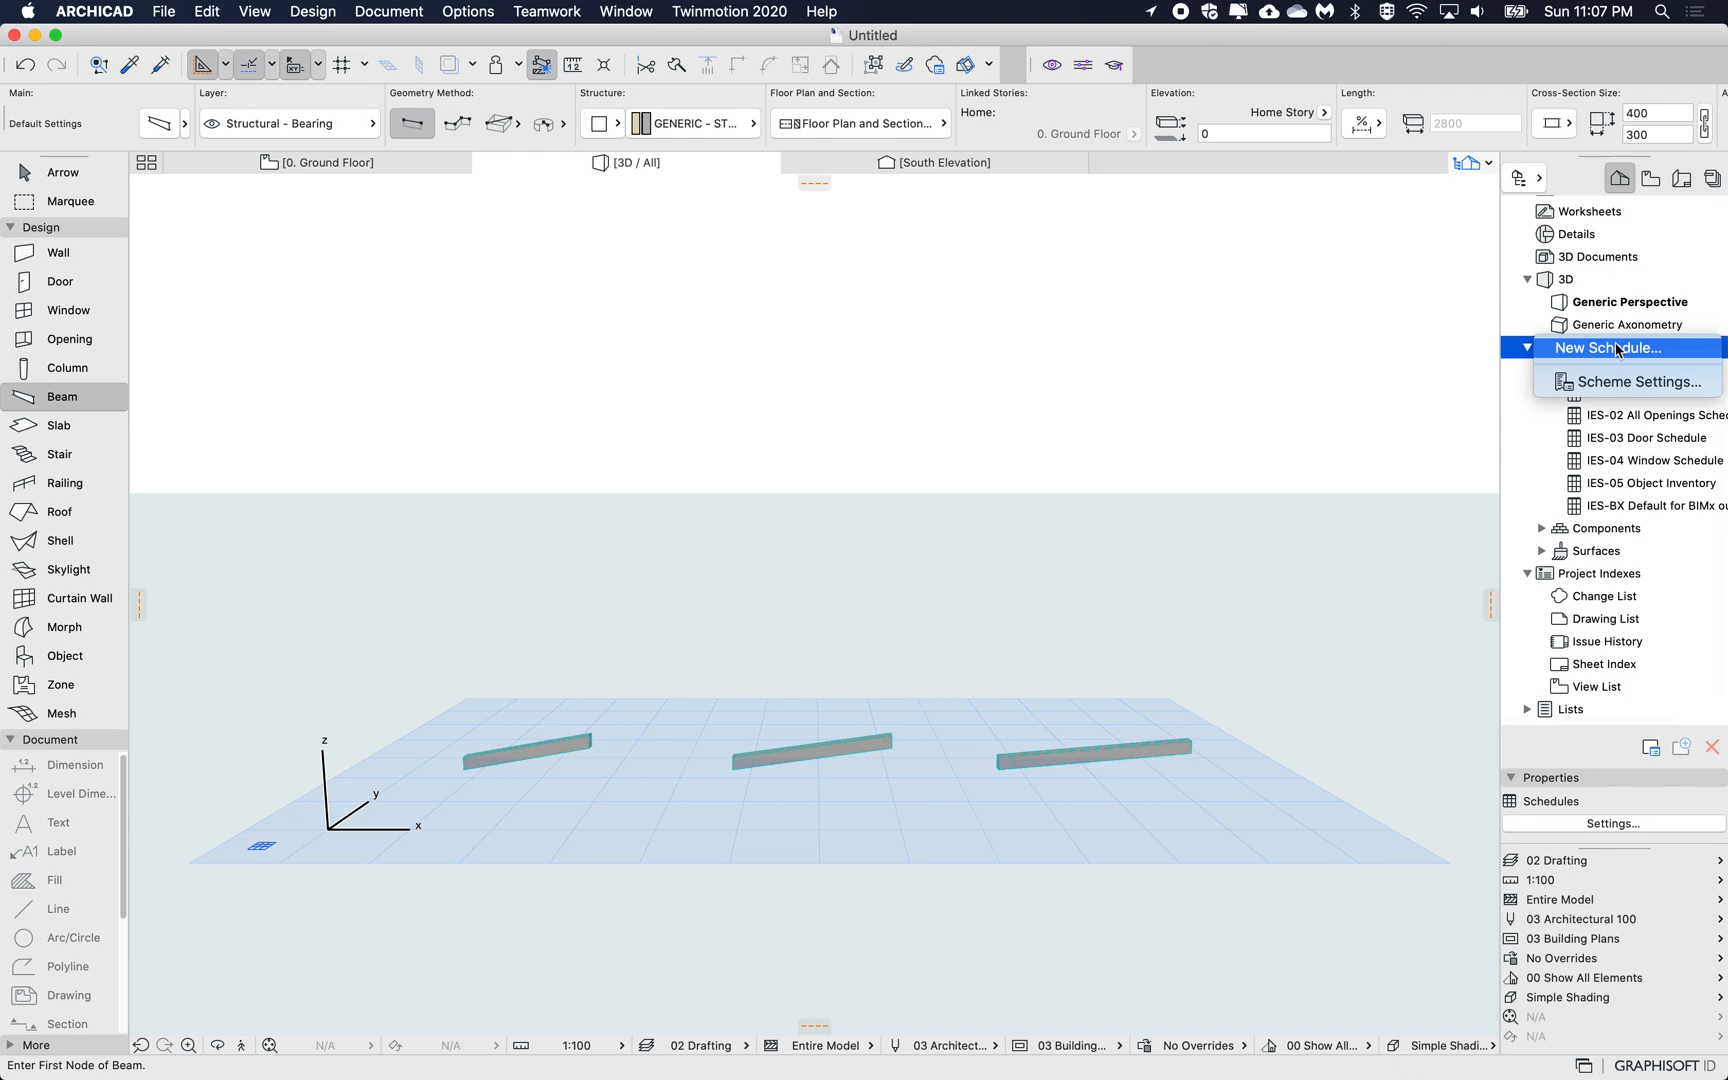 ARCHICAD File Edit View Design Document Options Teamwork Window Twinmotion 2020 Help Sun 11:07 PM
Untitled
Main: Layer: Geometry Method: Structure: Floor Plan and Section: Linked Stories: Elevation: Length: Cross-Section Size: A
Default Settings Structural - Bearing GENERIC - ST... Floor Plan and Section... Home: 0. Ground Floor Home Story 0 2800 400 300
[0. Ground Floor] [3D / All] [South Elevation]
Arrow
Marquee
Design
Wall
Door
Window
Opening
Column
Beam
Slab
Stair
Railing
Roof
Shell
Skylight
Curtain Wall
Morph
Object
Zone
Mesh
Document
1.2 Dimension
1.2 Level Dime...
A Text
A1 Label
Fill
Line
Arc/Circle
Polyline
Drawing
Section
More
z
y
x
Worksheets
Details
3D Documents
3D
Generic Perspective
Generic Axonometry
New Schedule...
Scheme Settings...
IES-02 All Openings Sche
IES-03 Door Schedule
IES-04 Window Schedule
IES-05 Object Inventory
IES-BX Default for BIMx ou
Components
Surfaces
Project Indexes
Change List
Drawing List
Issue History
Sheet Index
View List
Lists
Properties
Schedules
Settings...
02 Drafting
1:100
Entire Model
03 Architectural 100
03 Building Plans
No Overrides
00 Show All Elements
Simple Shading
N/A
N/A
N/A N/A 1:100 02 Drafting Entire Model 03 Architect... 03 Building... No Overrides 00 Show All... Simple Shadi...
Enter First Node of Beam. GRAPHISOFT ID